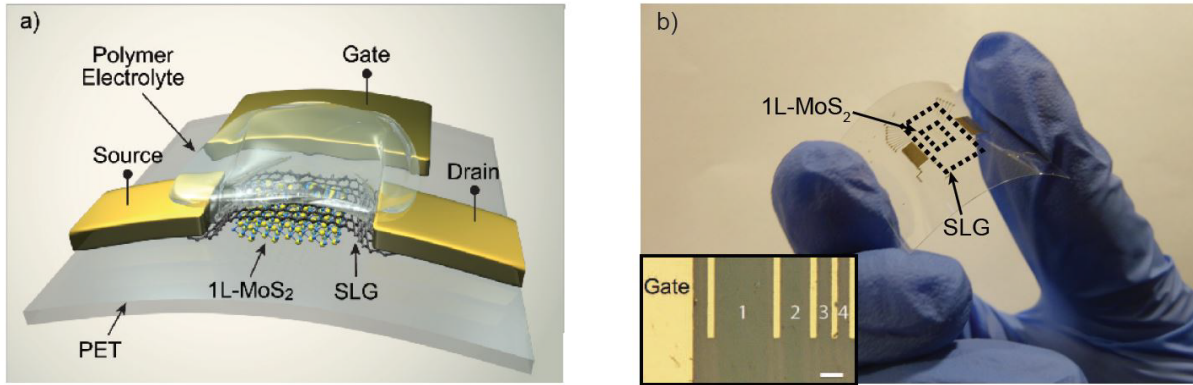 a)
Polymer
Electrolyte
Gate
Source
Drain
1L-MoS₂
SLG
PET
b)
1L-MoS₂
SLG
Gate
1
2
3
4